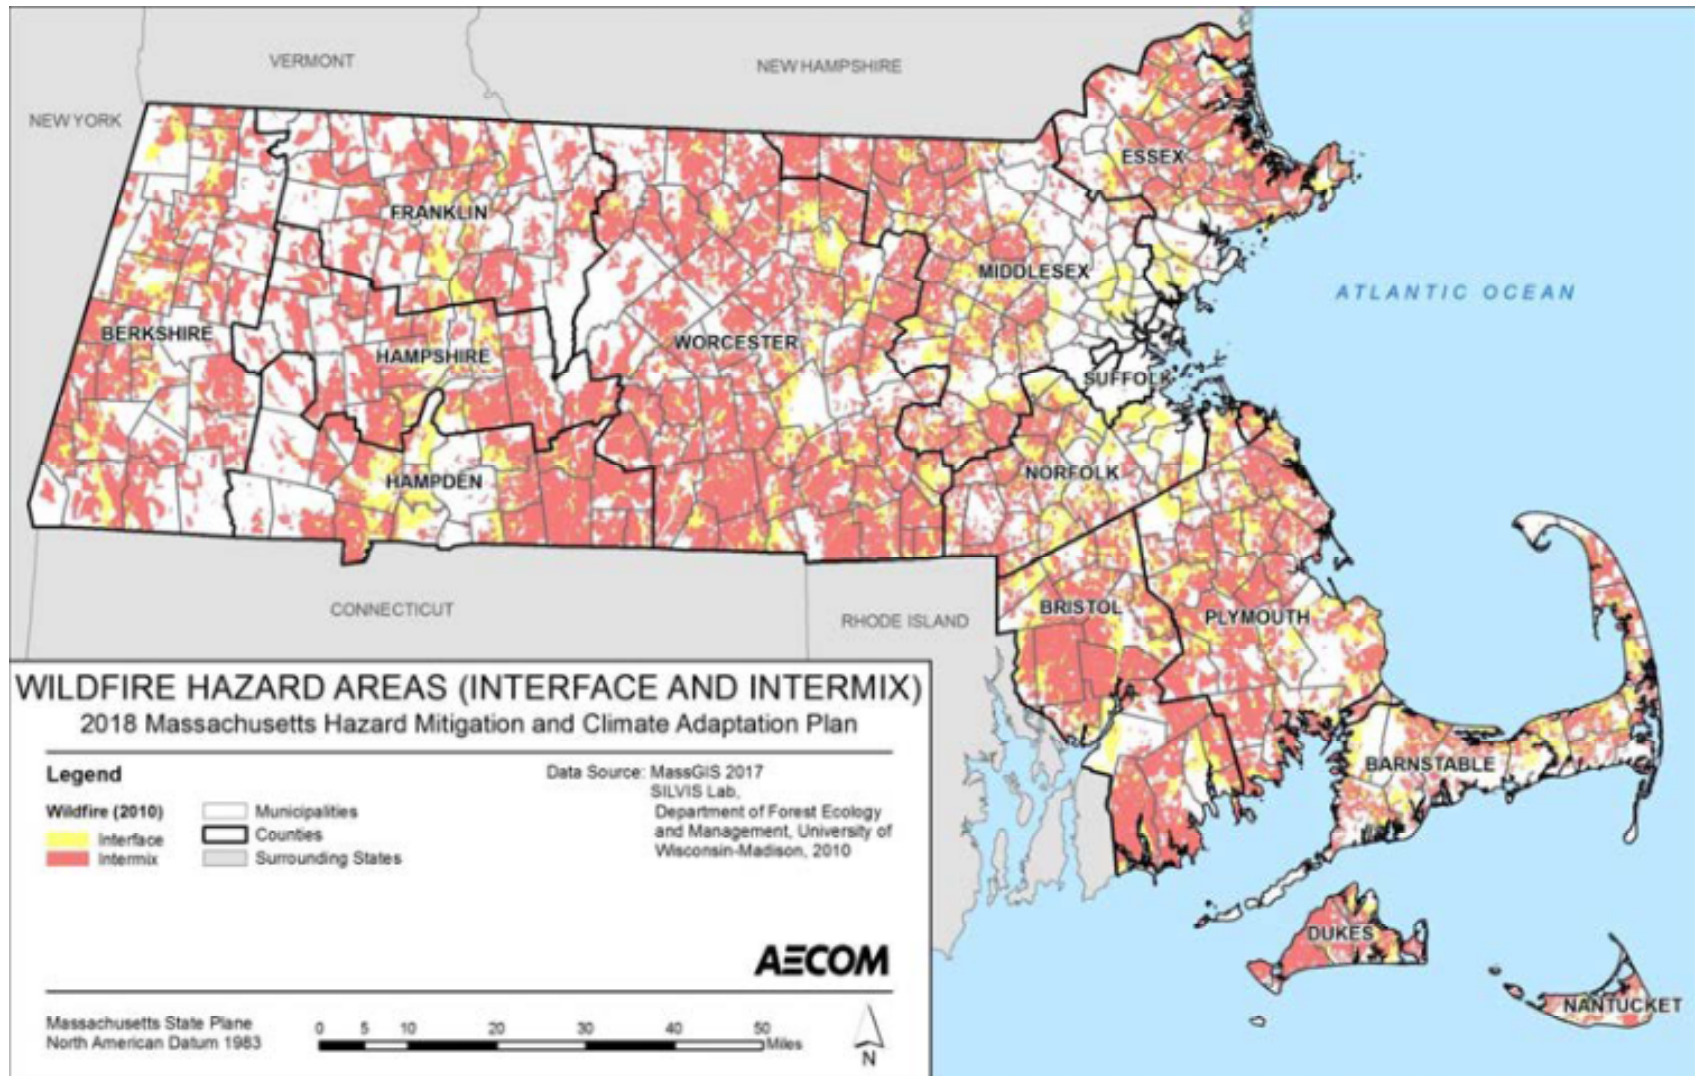 VERMONT
NEW HAMPSHIRE
NEW YORK
ESSEX
FRANKLIN
MIDDLESEX
ATLANTIC OCEAN
BERKSHIRE
WORCESTER
HAMPSHIRE
SUFFOLK
NORFOLK
HAMPDEN
CONNECTICUT
RHODE ISLAND
BRISTOL
PLYMOUTH
BARNSTABLE
DUKES
NANTUCKET
WILDFIRE HAZARD AREAS (INTERFACE AND INTERMIX)
2018 Massachusetts Hazard Mitigation and Climate Adaptation Plan
Legend
Wildfire (2010)
Interface
Intermix
Municipalities
Counties
Surrounding States
Data Source: MassGIS 2017
SILVIS Lab,
Department of Forest Ecology
and Management, University of
Wisconsin-Madison, 2010
AECOM
Massachusetts State Plane
North American Datum 1983
0 5 10 20 30 40 50
Miles
N